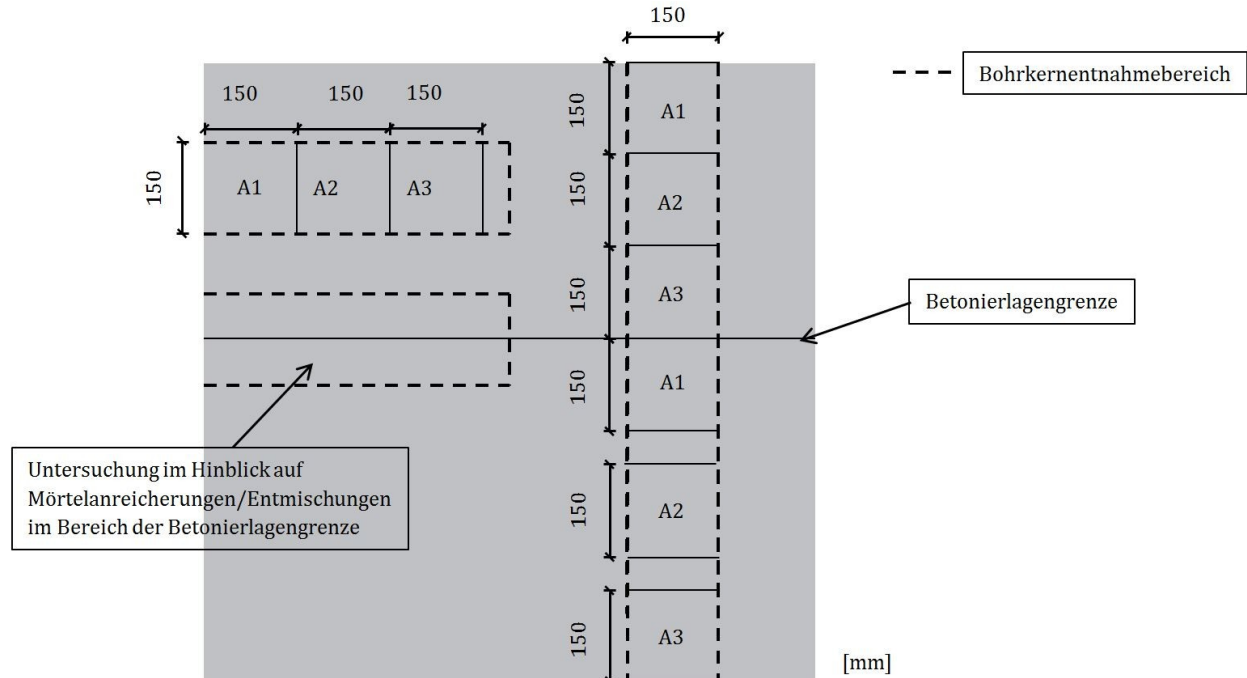 150
Bohrkernentnahmebereich
150
150
150
150
A1
150
A1
A2
A3
150
A2
150
A3
Betonierlagengrenze
150
A1
Untersuchung im Hinblick auf
Mörtelanreicherungen/Entmischungen
im Bereich der Betonierlagengrenze
150
A2
150
A3
[mm]